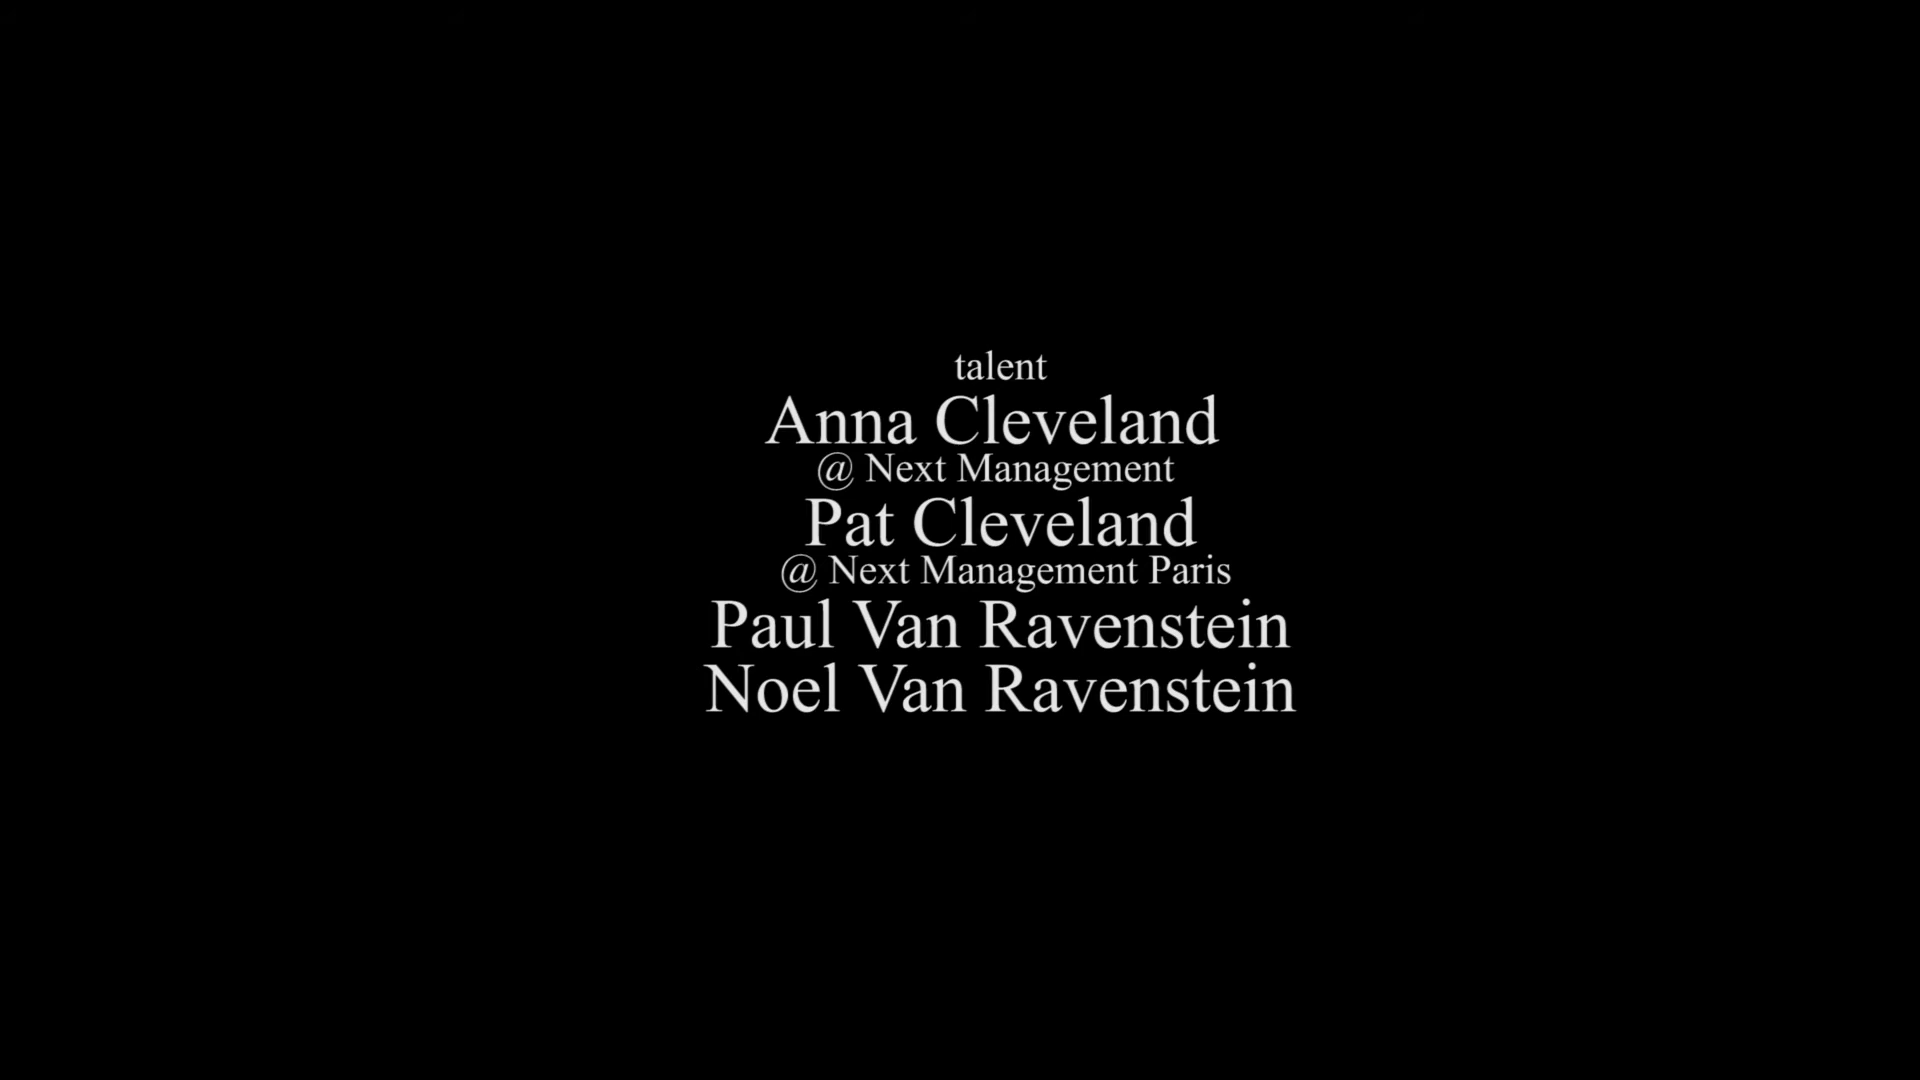 talent
Anna Cleveland
@ Next Management
Pat Cleveland
@ Next Management Paris
Paul Van Ravenstein
Noel Van Ravenstein